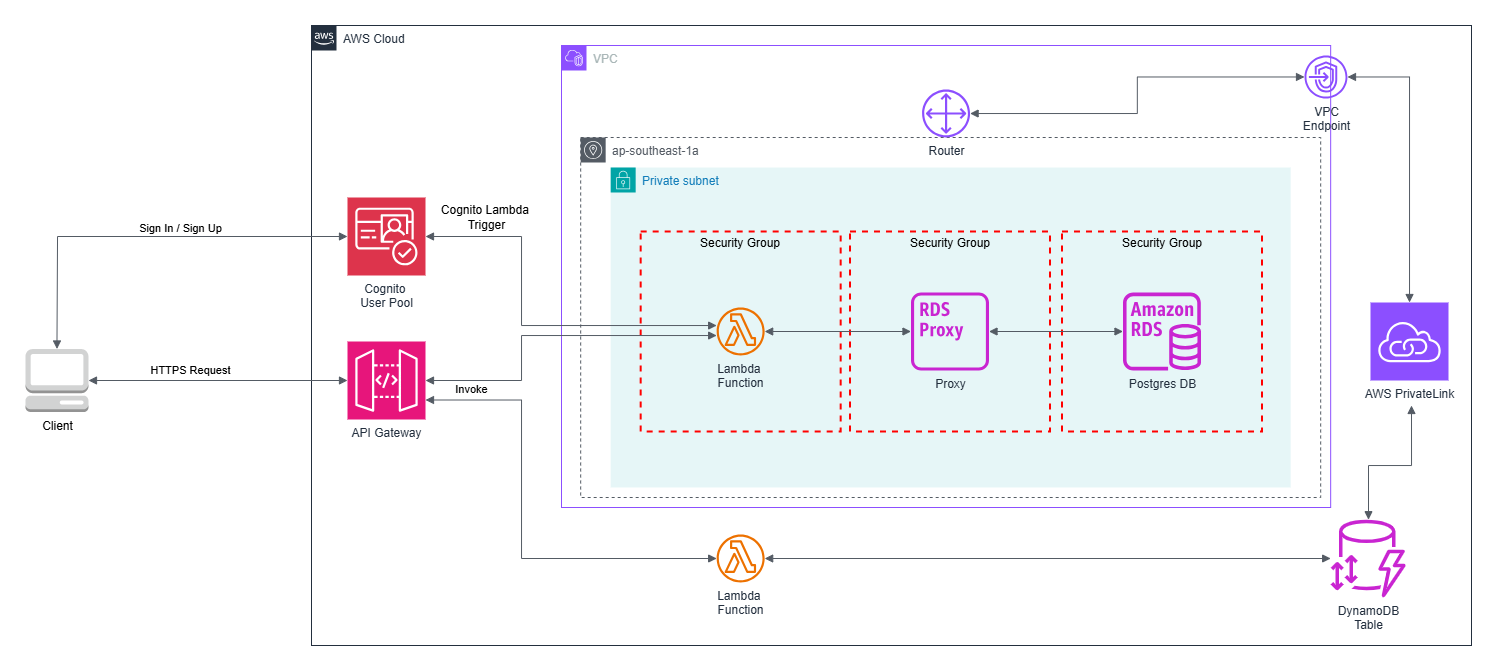 aws
AWS Cloud
VPC
VPC
Endpoint
Router
ap-southeast-1a
Private subnet
Cognito Lambda
Trigger
Sign In / Sign Up
Security Group
Security Group
Security Group
Cognito
User Pool
RDS
Proxy
Amazon
RDS
Lambda
Function
Proxy
Postgres DB
HTTPS Request
</>
Invoke
AWS PrivateLink
Client
API Gateway
Lambda
Function
DynamoDB
Table